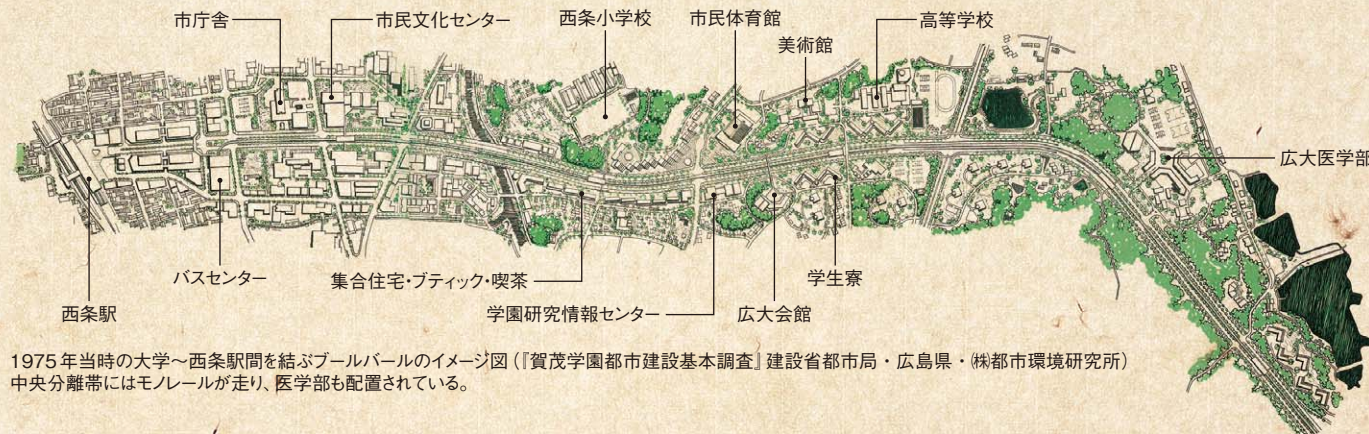 市庁舎
市民文化センター
西条小学校
市民体育館
美術館
高等学校
広大医学部
西条駅
バスセンター
集合住宅・ブティック・喫茶
学園研究情報センター
広大会館
学生寮
1975年当時の大学～西条駅間を結ぶブールバールのイメージ図（『賀茂学園都市建設基本調査』建設省都市局・広島県・㈱都市環境研究所）
中央分離帯にはモノレールが走り、医学部も配置されている。